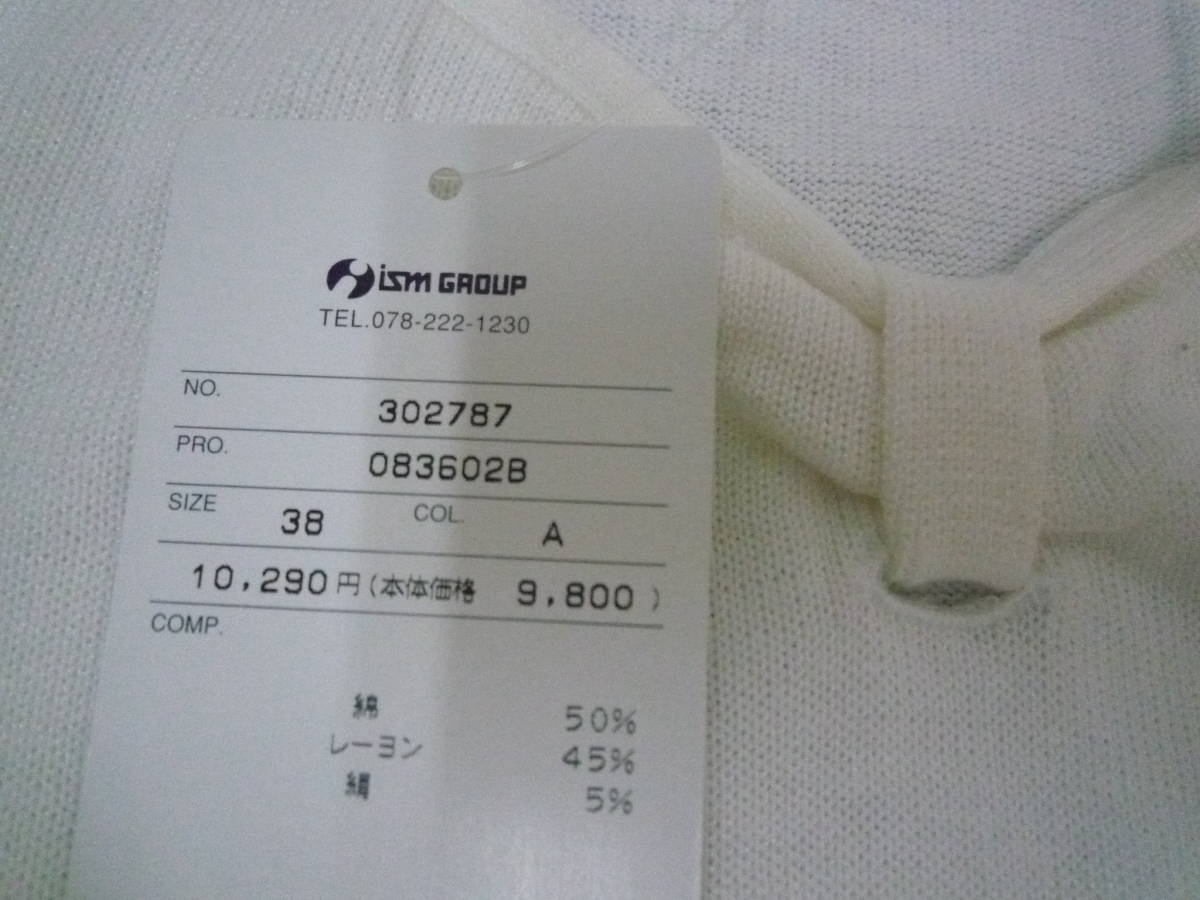 ism GROUP
TEL.078-222-1230
NO. 302787
PRO. 083602B
SIZE 38 COL. A
10,290円(本体価格 9,800)
COMP.
綿 50%
レーヨン 45%
絹 5%